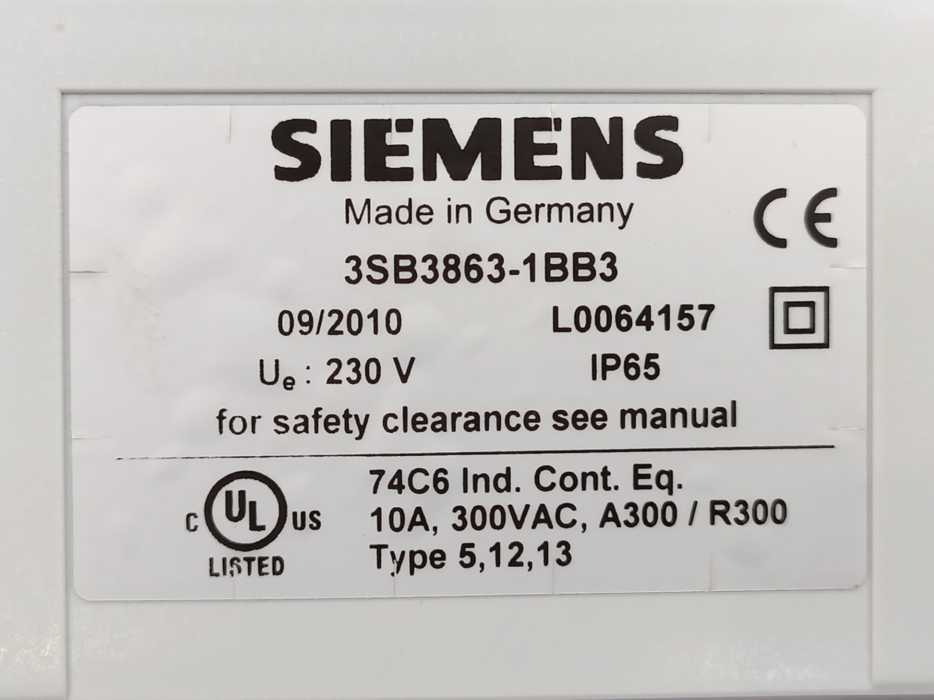 SIEMENS
Made in Germany
CE
3SB3863-1BB3
09/2010 L0064157
Ue : 230 V IP65
for safety clearance see manual
74C6 Ind. Cont. Eq.
C UL US 10A, 300VAC, A300 / R300
LISTED Type 5,12,13